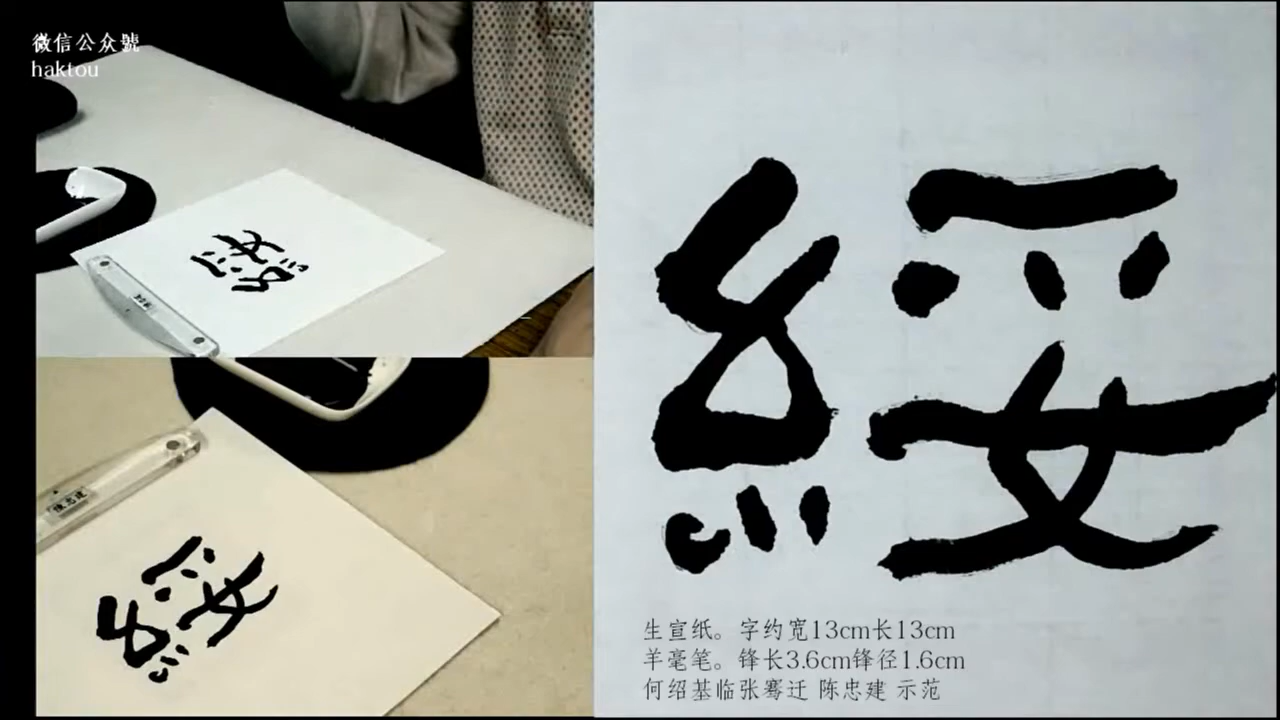 微信公众號
haktou
綏
生宣纸。字约宽13cm长13cm
羊毫笔。锋长3.6cm锋径1.6cm
何绍基临张骞迁 陈忠建 示范